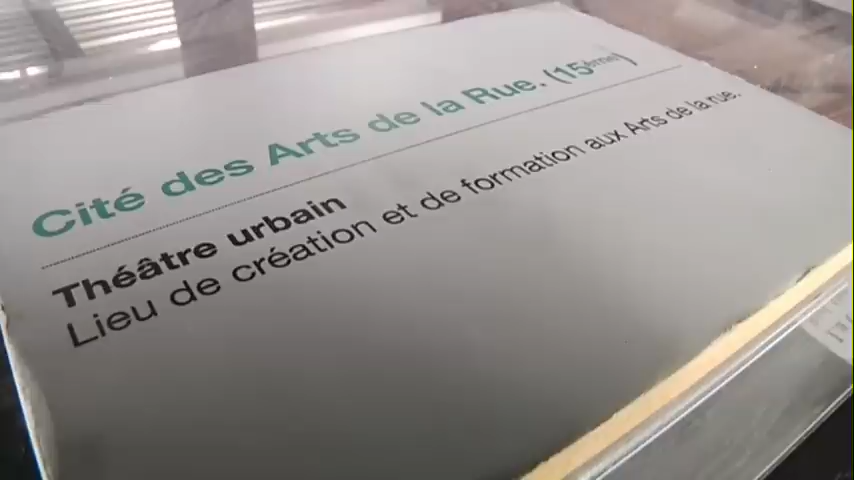 Cité des Arts de la Rue. (15ème)
Théâtre urbain
Lieu de création et de formation aux Arts de la rue.